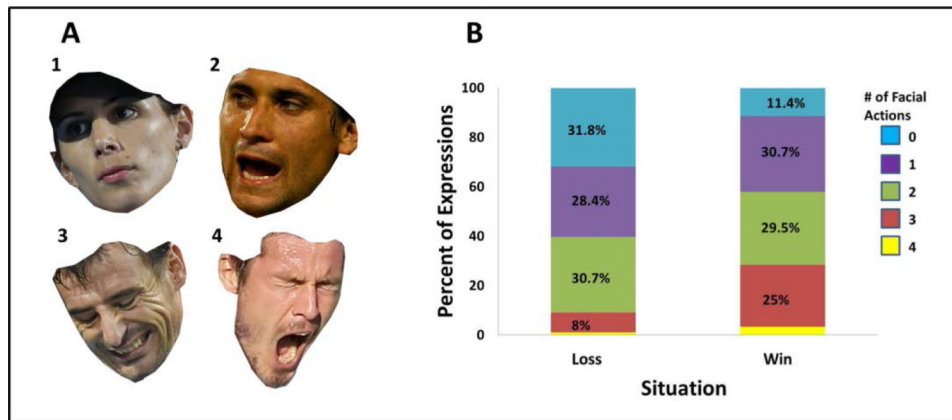 A
1
2
3
4
B
Percent of Expressions
100
80
60
40
20
0
31.8%
28.4%
30.7%
8%
11.4%
30.7%
29.5%
25%
Loss
Win
Situation
# of Facial
Actions
0
1
2
3
4